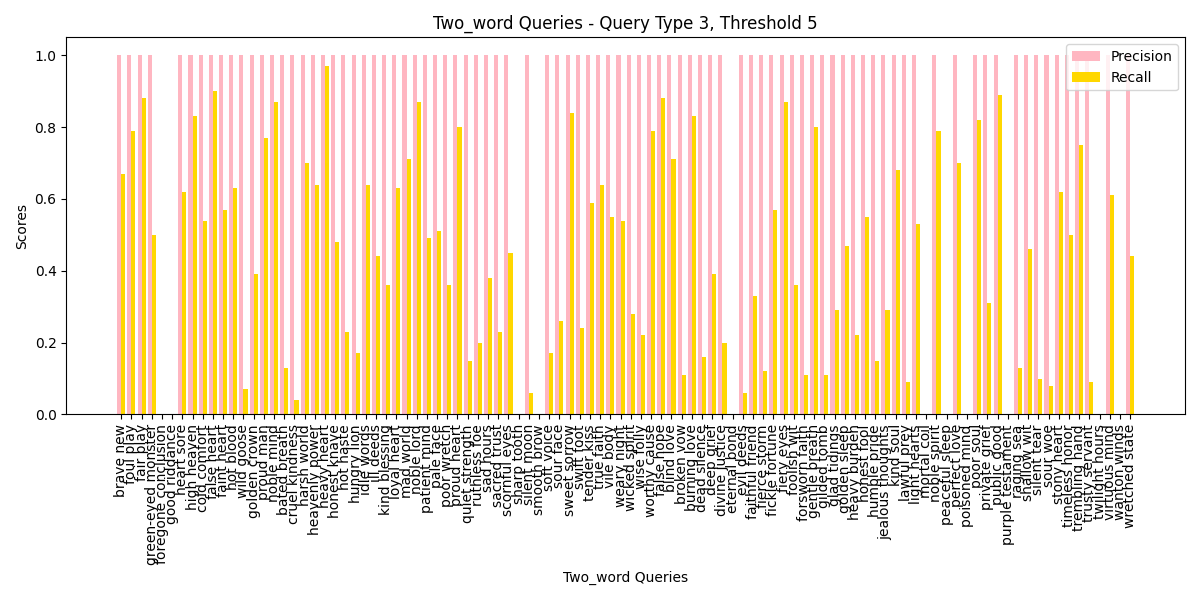 Two_word Queries - Query Type 3, Threshold 5
Precision
Recall
Scores
1.0
0.8
0.6
0.4
0.2
0.0
brave new
foul play
fair play
green-eyed monster
foregone conclusion
good riddance
heart sore
high heaven
cold comfort
false heart
faint heart
hot blood
wild goose
golden crown
proud man
noble mind
bated breath
cruel kindness
harsh world
heavenly power
heavy heart
honest knave
hot haste
hungry lion
idle words
ill deeds
kind blessing
loyal heart
mad world
noble lord
patient mind
pale face
poor wretch
proud heart
quiet strength
ruthless foe
sad hours
sacred trust
scornful eyes
sharp tooth
silent moon
smooth brow
soft voice
sour face
sweet sorrow
swift foot
tender kiss
true faith
vile body
weary night
wicked spirit
wise folly
worthy cause
hope
blind love
broken vow
burning love
dead silence
deep grief
divine justice
eternal bond
evil deeds
faithful friend
fierce storm
fickle fortune
fiery eyes
foolish wit
forsworn faith
gentle breath
gilded tomb
glad tidings
golden sleep
heavy burden
honest fool
humble pride
jealous thoughts
kind soul
lawful prey
light hearts
mortal coil
noble spirit
peaceful sleep
perfect love
poisoned wine
poor soul
private grief
public good
purple testament
raging sea
shallow wit
silent tear
sour woe
stony heart
timeless honor
trembling hand
trusty servant
twilight hours
virtuous mind
wanton wind
wretched state
Two_word Queries